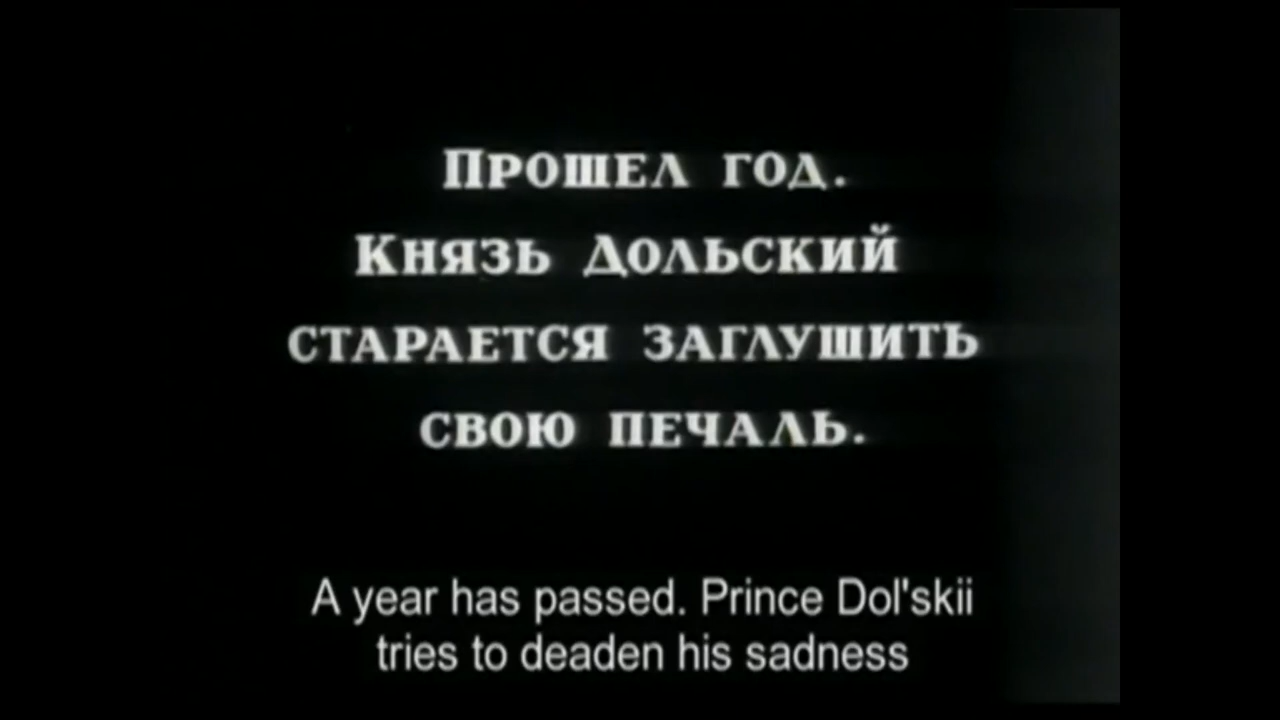 Прошел год.
Князь Дольский
старается заглушить
свою печаль.
A year has passed. Prince Dol'skii
tries to deaden his sadness